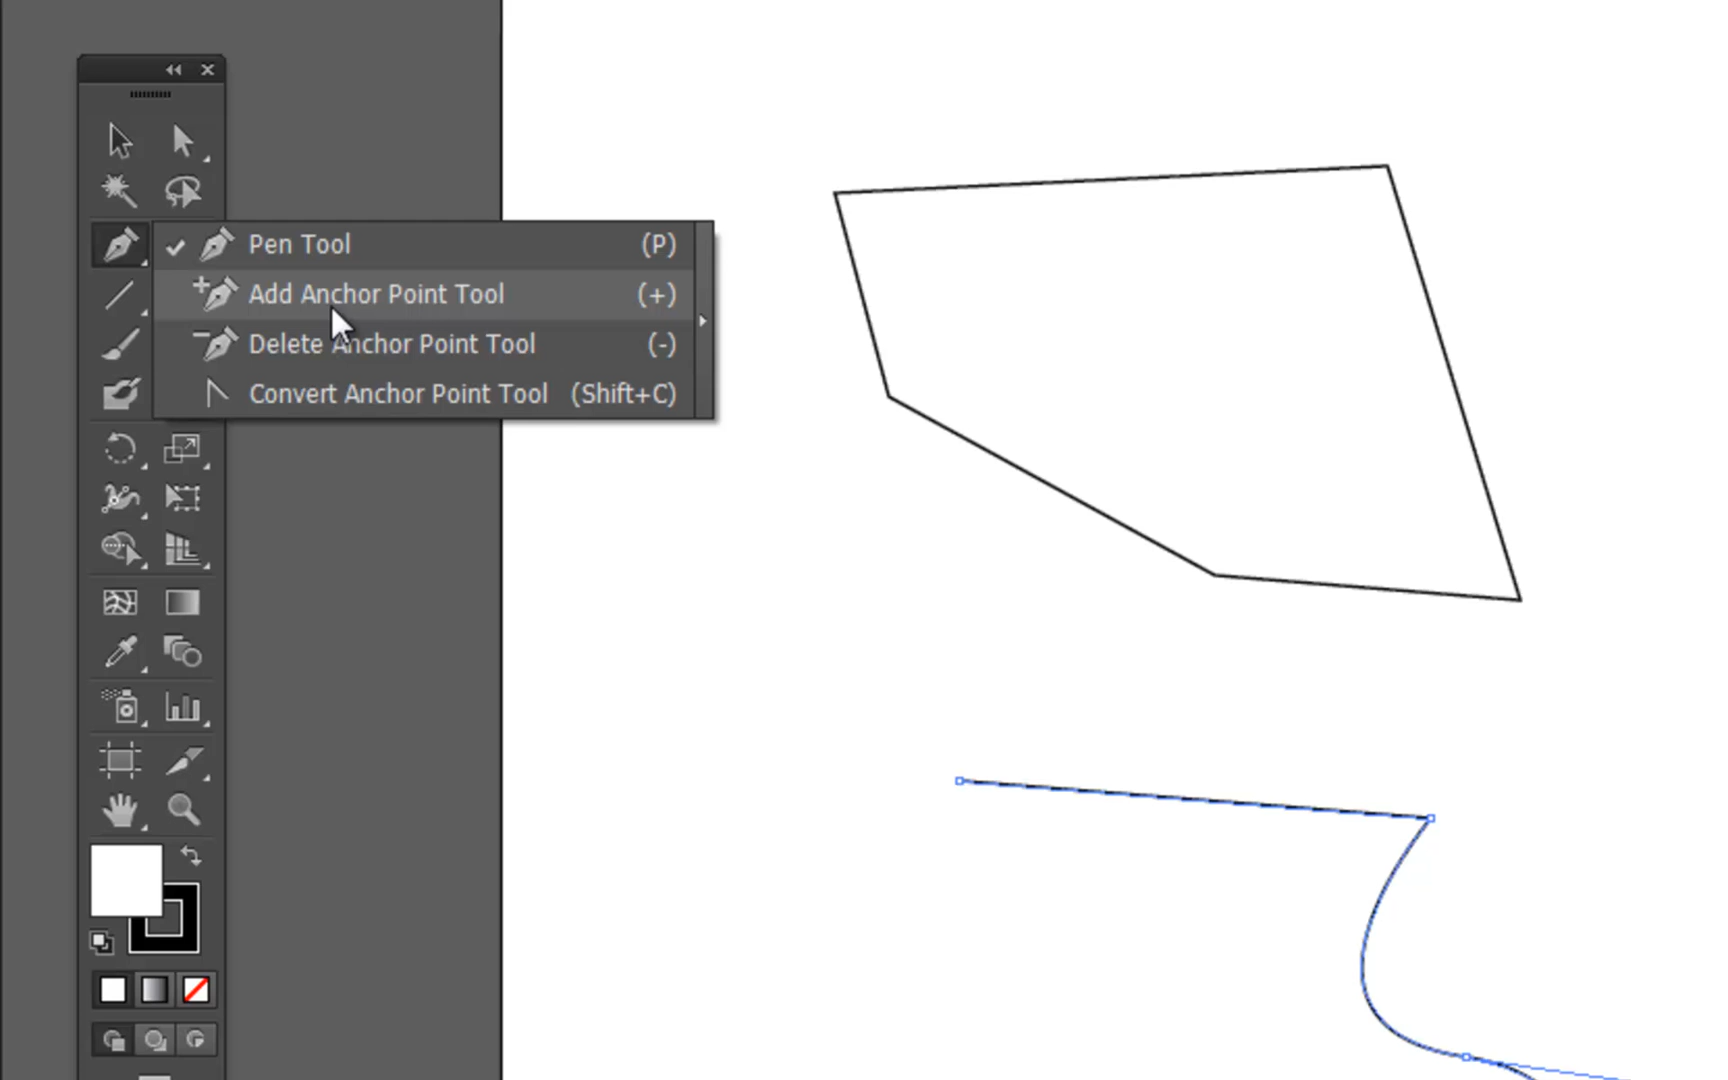 Pen Tool (P)
Add Anchor Point Tool (+)
Delete Anchor Point Tool (-)
Convert Anchor Point Tool (Shift+C)